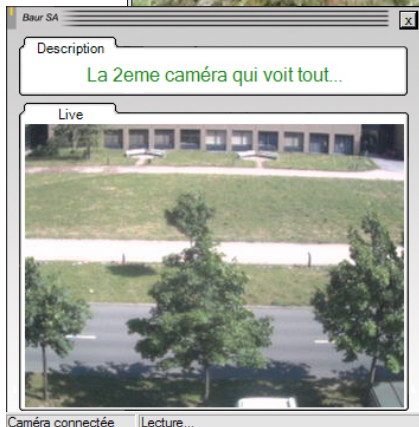 Baur SA
x
Description
La 2eme caméra qui voit tout...
Live
Caméra connectée
Lecture...